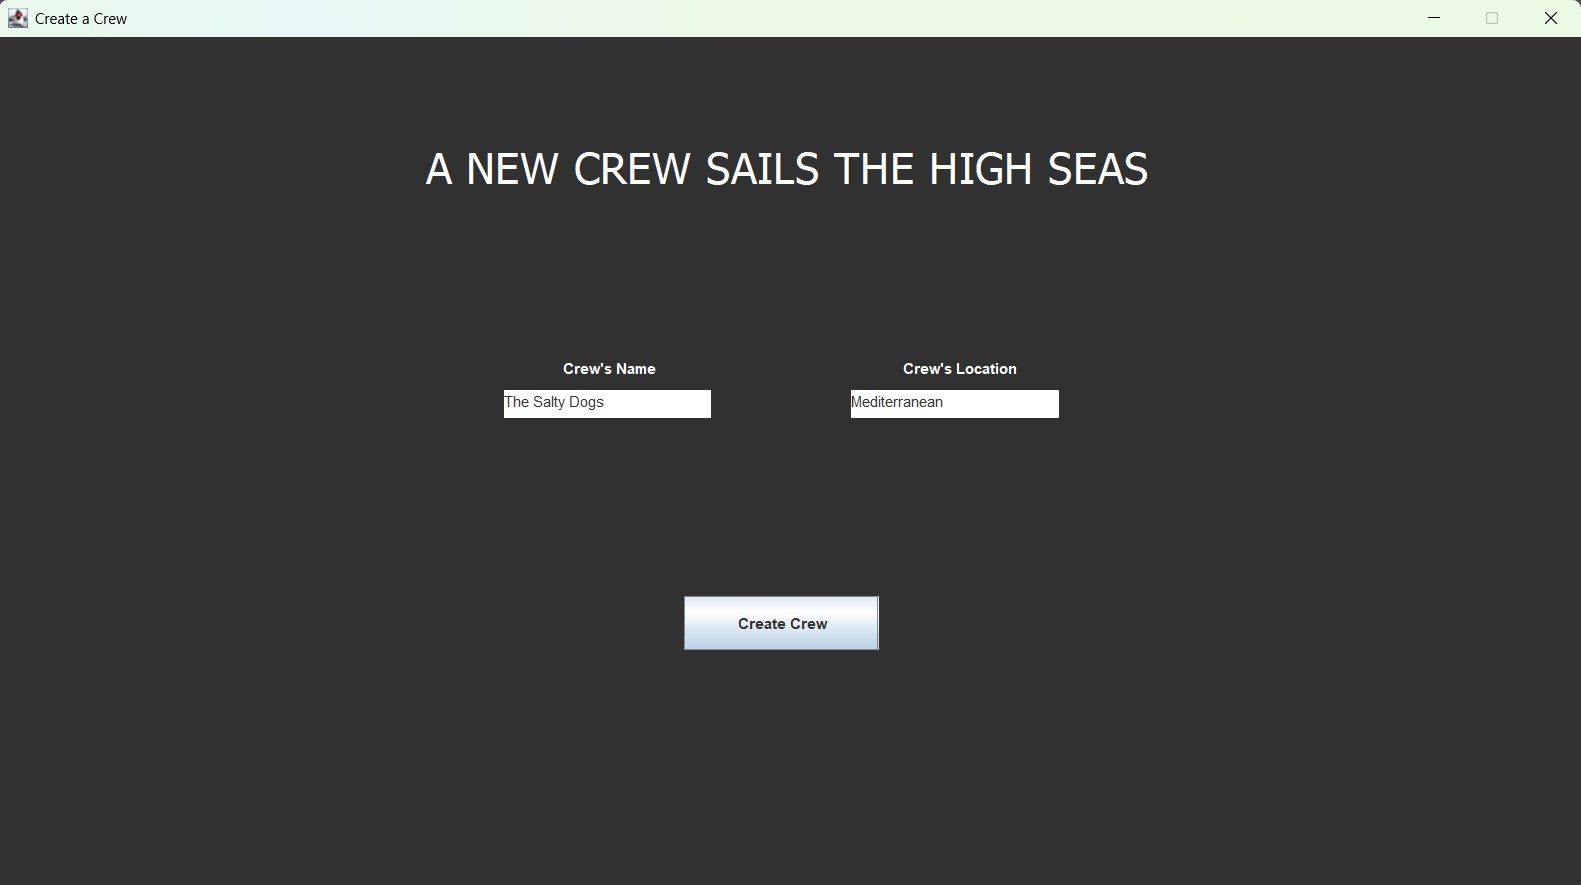 Create a Crew
A NEW CREW SAILS THE HIGH SEAS
Crew's Name
Crew's Location
The Salty Dogs
Mediterranean
Create Crew